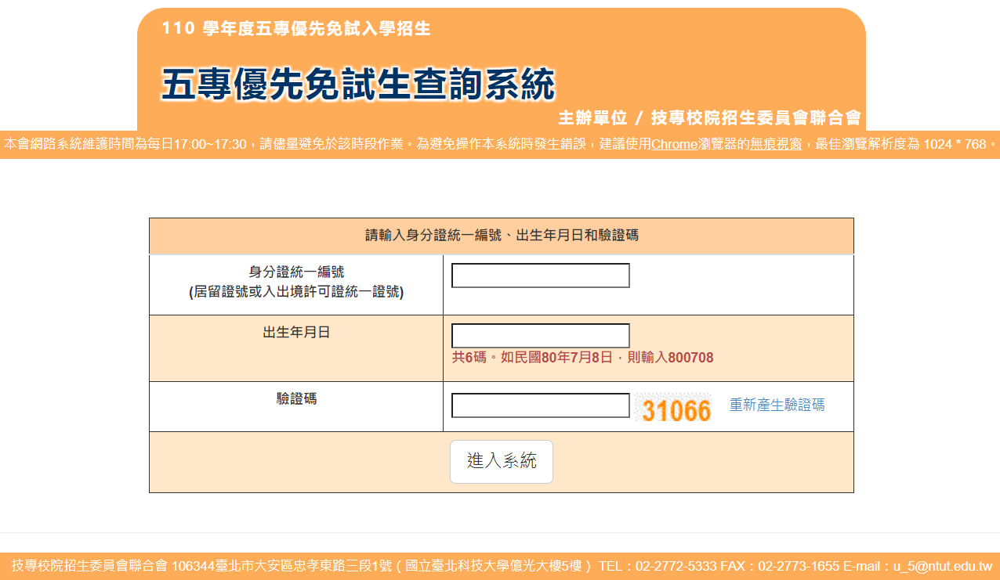 110 學年度五專優先免試入學招生
五專優先免試生查詢系統
主辦單位 / 技專校院招生委員會聯合會
本會網路系統維護時間為每日17:00~17:30，請儘量避免於該時段作業。為避免操作本系統時發生錯誤，建議使用Chrome瀏覽器的無痕視窗，最佳瀏覽解析度為 1024 * 768。
請輸入身分證統一編號、出生年月日和驗證碼
身分證統一編號
(居留證號或入出境許可證統一證號)
出生年月日
共6碼。如民國80年7月8日，則輸入800708
驗證碼 31066 重新產生驗證碼
進入系統
技專校院招生委員會聯合會 106344臺北市大安區忠孝東路三段1號 ( 國立臺北科技大學億光大樓5樓 ) TEL：02-2772-5333 FAX：02-2773-1655 E-mail：u_5@ntut.edu.tw